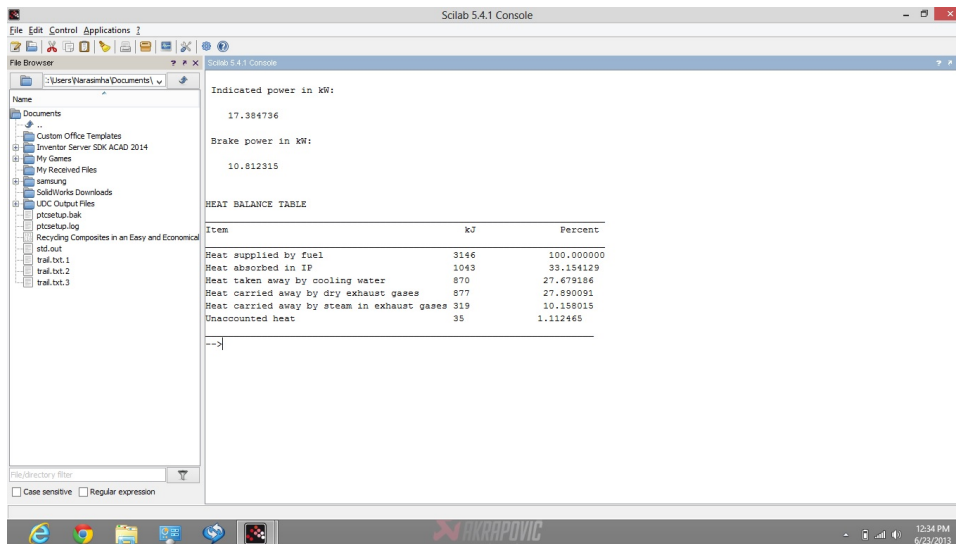 Scilab 5.4.1 Console
File Edit Control Applications ?
File Browser
Scilab 5.4.1 Console
:\Users\Narasimha\Documents\
Name
Documents
..
Custom Office Templates
Inventor Server SDK ACAD 2014
My Games
My Received Files
samsung
SolidWorks Downloads
UDC Output Files
ptcsetup.bak
ptcsetup.log
Recycling Composites in an Easy and Economical
std.out
trail.txt.1
trail.txt.2
trail.txt.3
File/directory filter
Case sensitive Regular expression
Indicated power in kW:
17.384736
Brake power in kW:
10.812315
HEAT BALANCE TABLE
Item kJ Percent
Heat supplied by fuel 3146 100.000000
Heat absorbed in IP 1043 33.154129
Heat taken away by cooling water 870 27.679186
Heat carried away by dry exhaust gases 877 27.890091
Heat carried away by steam in exhaust gases 319 10.158015
Unaccounted heat 35 1.112465
-->
AKRAPOVIC
12:34 PM
6/23/2013